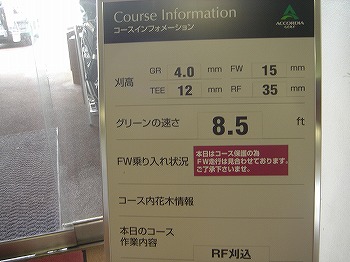 Course Information
コースインフォメーション
ACCORDIA
GOLF
刈高 GR 4.0 mm FW 15 mm
TEE 12 mm RF 35 mm
グリーンの速さ 8.5 ft
FW乗り入れ状況
本日はコース保護の為
FW走行は見合わせております。
ご了承下さいませ。
コース内花木情報
本日のコース
作業内容
RF刈込